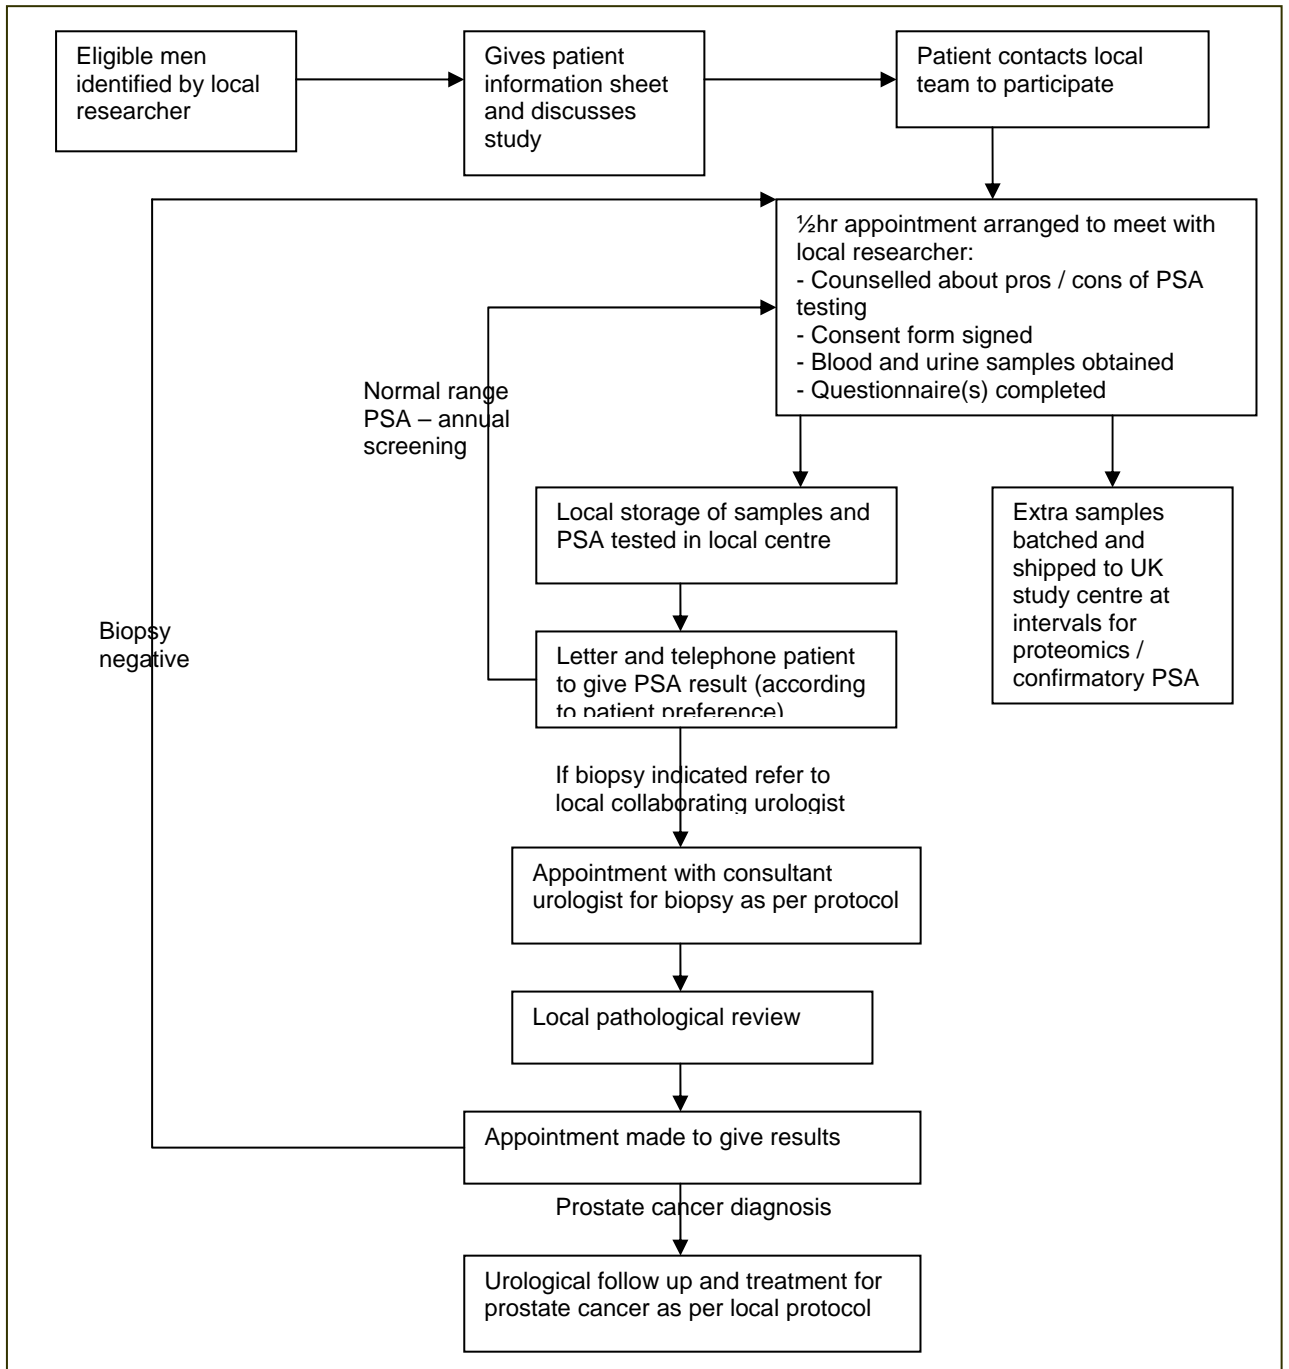 Eligible men
identified by local
researcher
Gives patient
information sheet
and discusses
study
Patient contacts local
team to participate
½hr appointment arranged to meet with
local researcher:
- Counselled about pros / cons of PSA
testing
- Consent form signed
- Blood and urine samples obtained
- Questionnaire(s) completed
Normal range
PSA – annual
screening
Local storage of samples and
PSA tested in local centre
Extra samples
batched and
shipped to UK
study centre at
intervals for
proteomics /
confirmatory PSA
Biopsy
negative
Letter and telephone patient
to give PSA result (according
to patient preference)
If biopsy indicated refer to
local collaborating urologist
Appointment with consultant
urologist for biopsy as per protocol
Local pathological review
Appointment made to give results
Prostate cancer diagnosis
Urological follow up and treatment for
prostate cancer as per local protocol